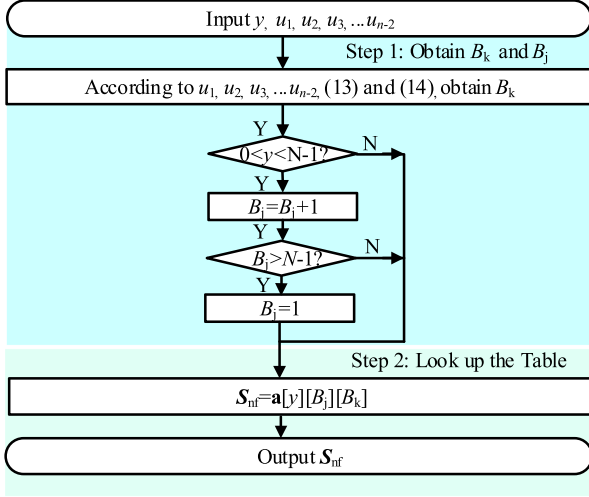 Input y, u1, u2, u3, ...un-2
Step 1: Obtain Bk and Bj
According to u1, u2, u3, ...un-2, (13) and (14), obtain Bk
Y
0<y<N-1?
N
Y
Bj=Bj+1
Y
Bj>N-1?
N
Y
Bj=1
Step 2: Look up the Table
Snf=a[y][Bj][Bk]
Output Snf